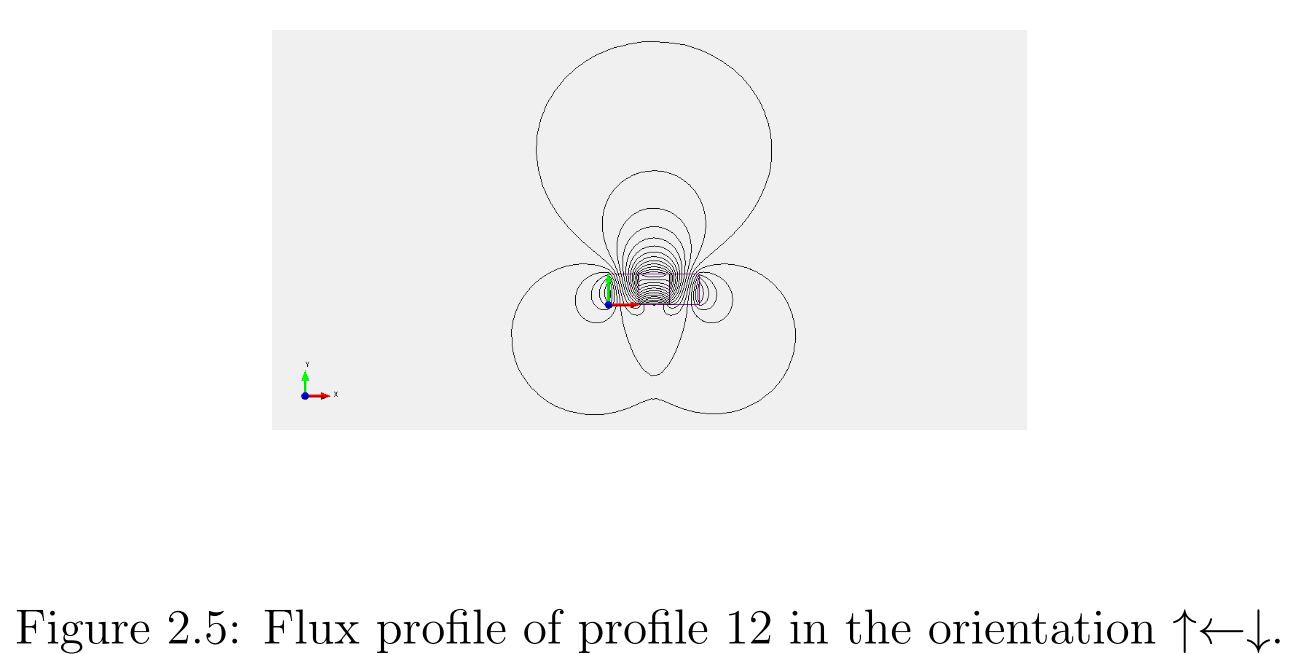 Y
X
Figure 2.5: Flux profile of profile 12 in the orientation ↑←↓.